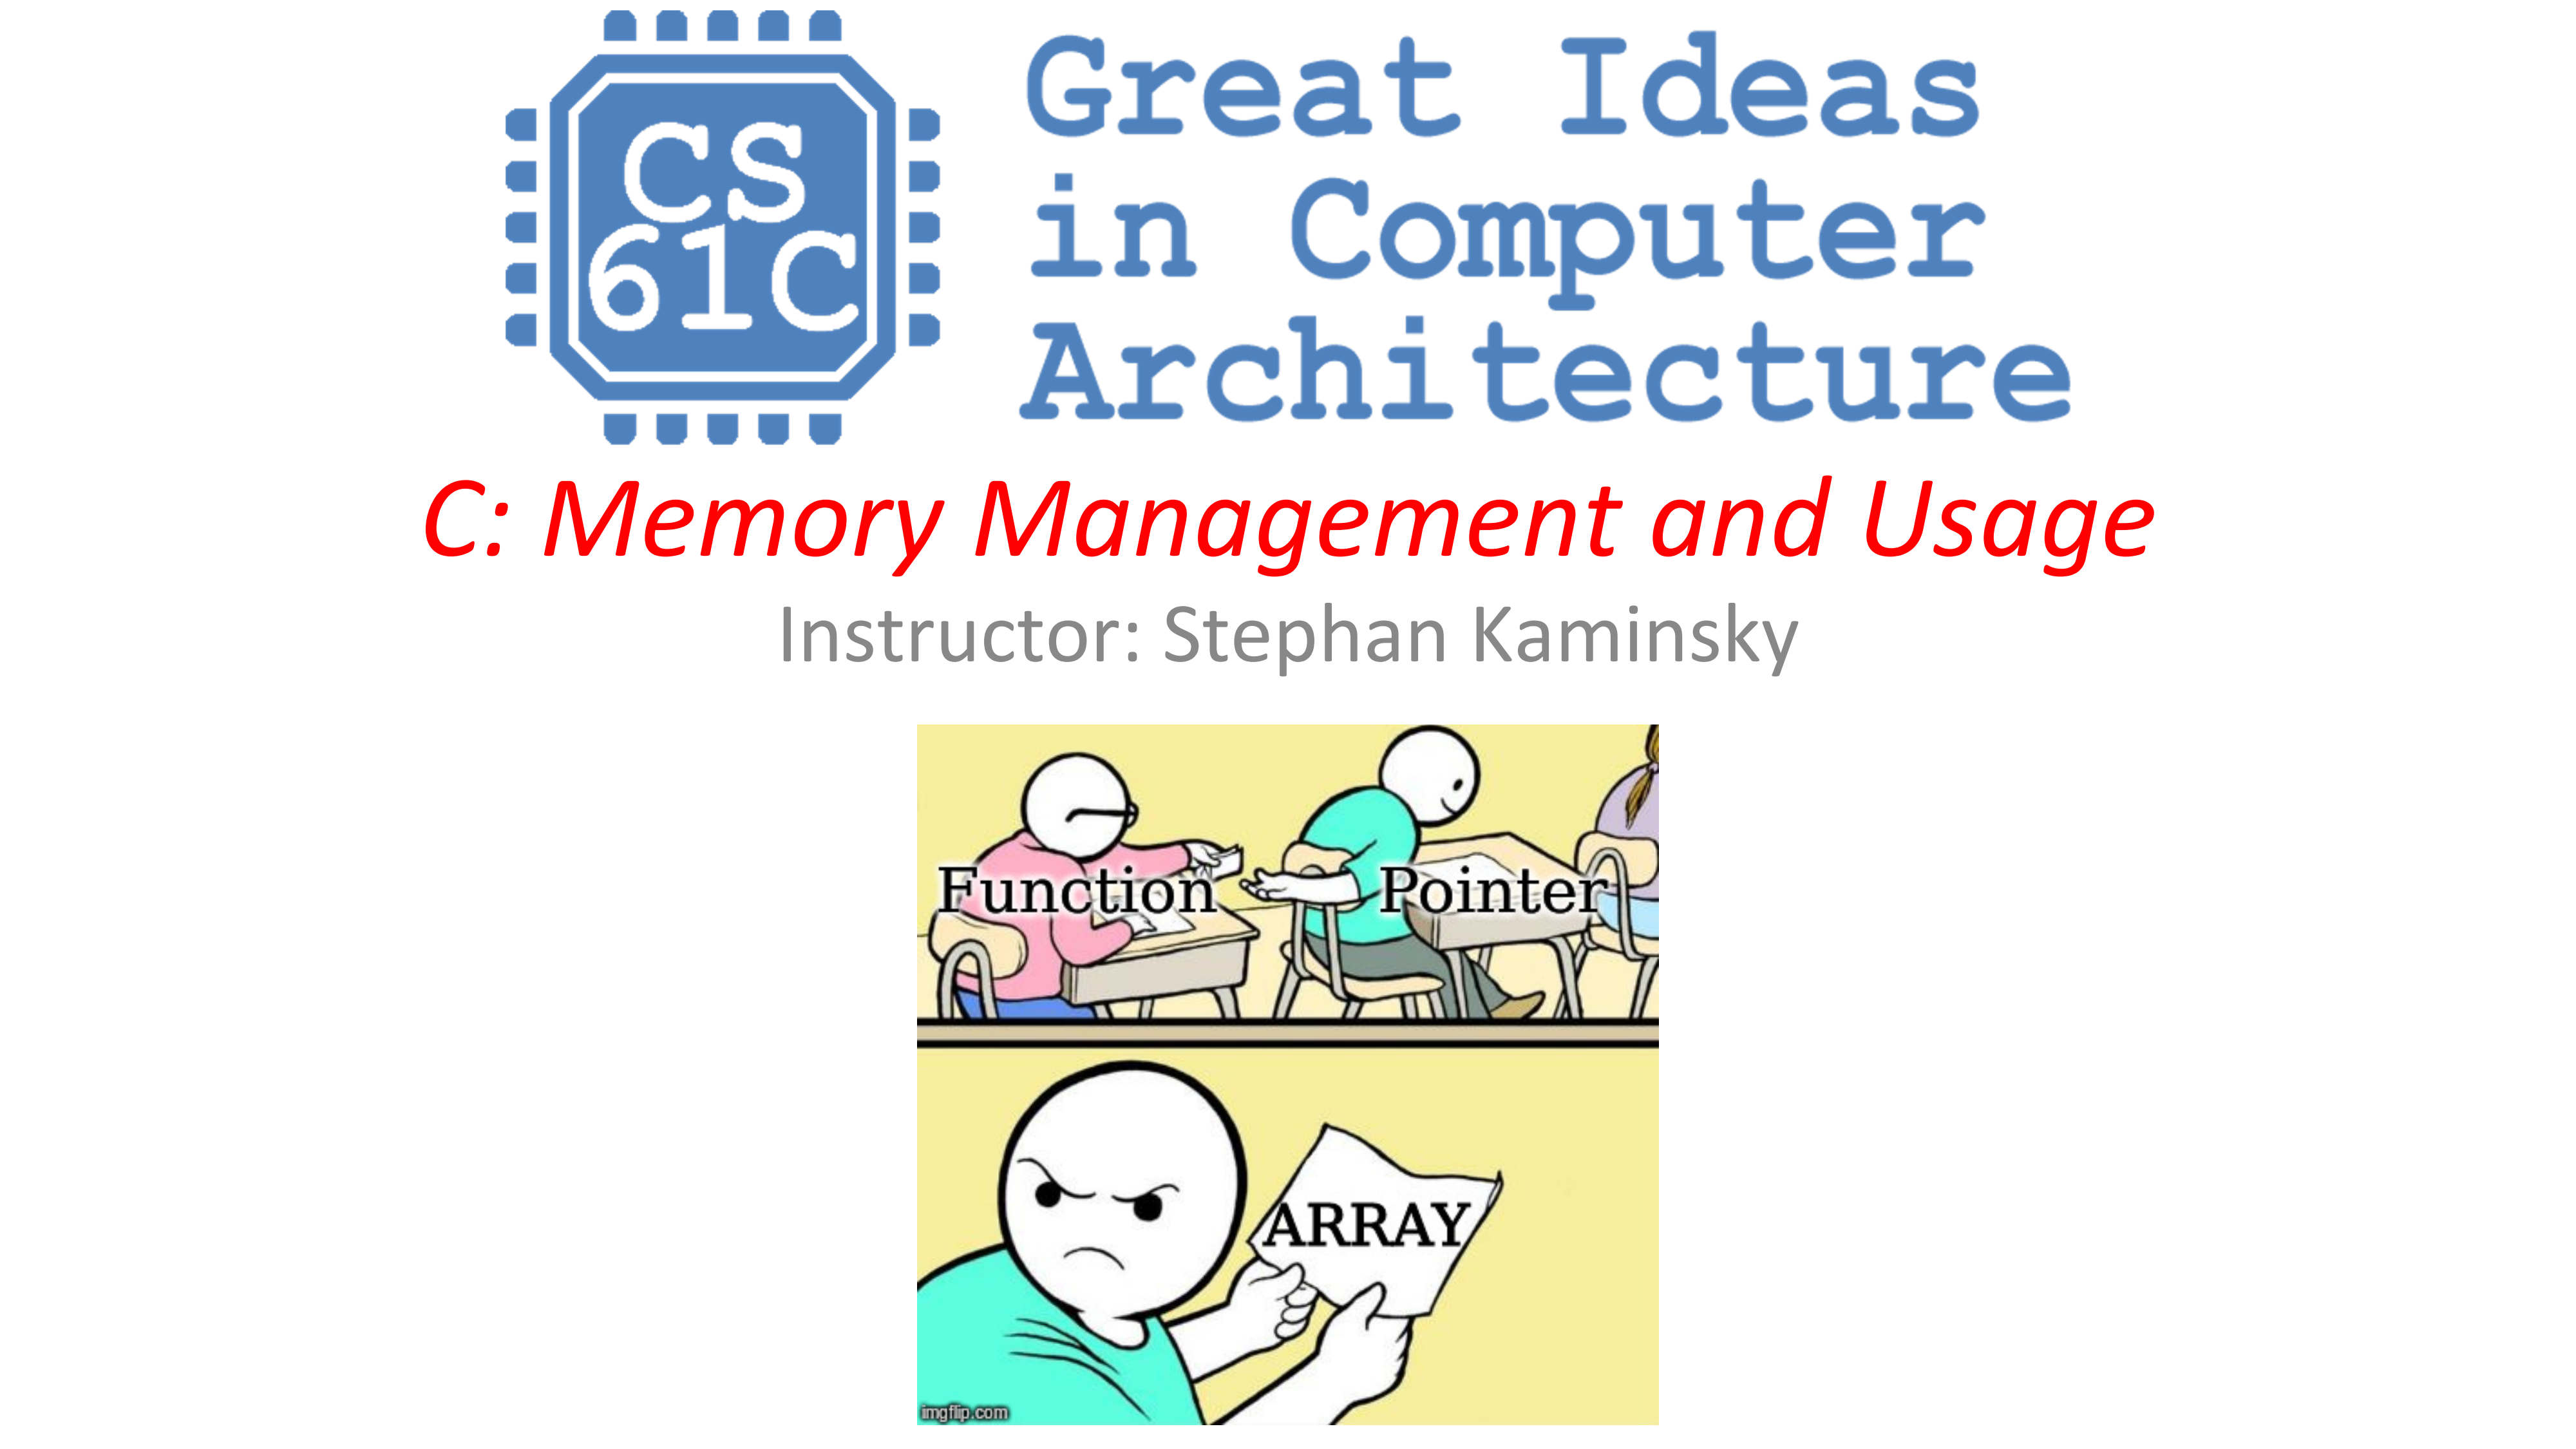 CS
61C
Great Ideas
in Computer
Architecture
C: Memory Management and Usage
Instructor: Stephan Kaminsky
Function
Pointer
ARRAY
imgflip.com